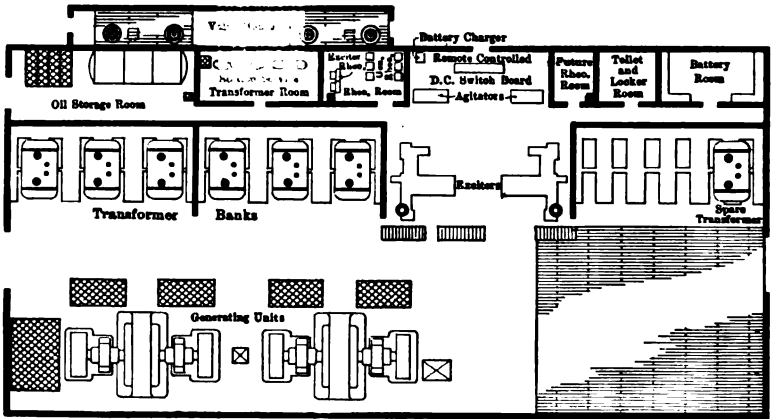 Battery Charger
Remote Controlled
D.C. Switch Board
Agitators
Exciter
Rheo.
Rheo. Room
Transformer Room
Oil Storage Room
Future
Rheo.
Room
Toilet
and
Locker
Room
Battery
Room
Transformer Banks
Exciters
Spare
Transformer
Generating Units